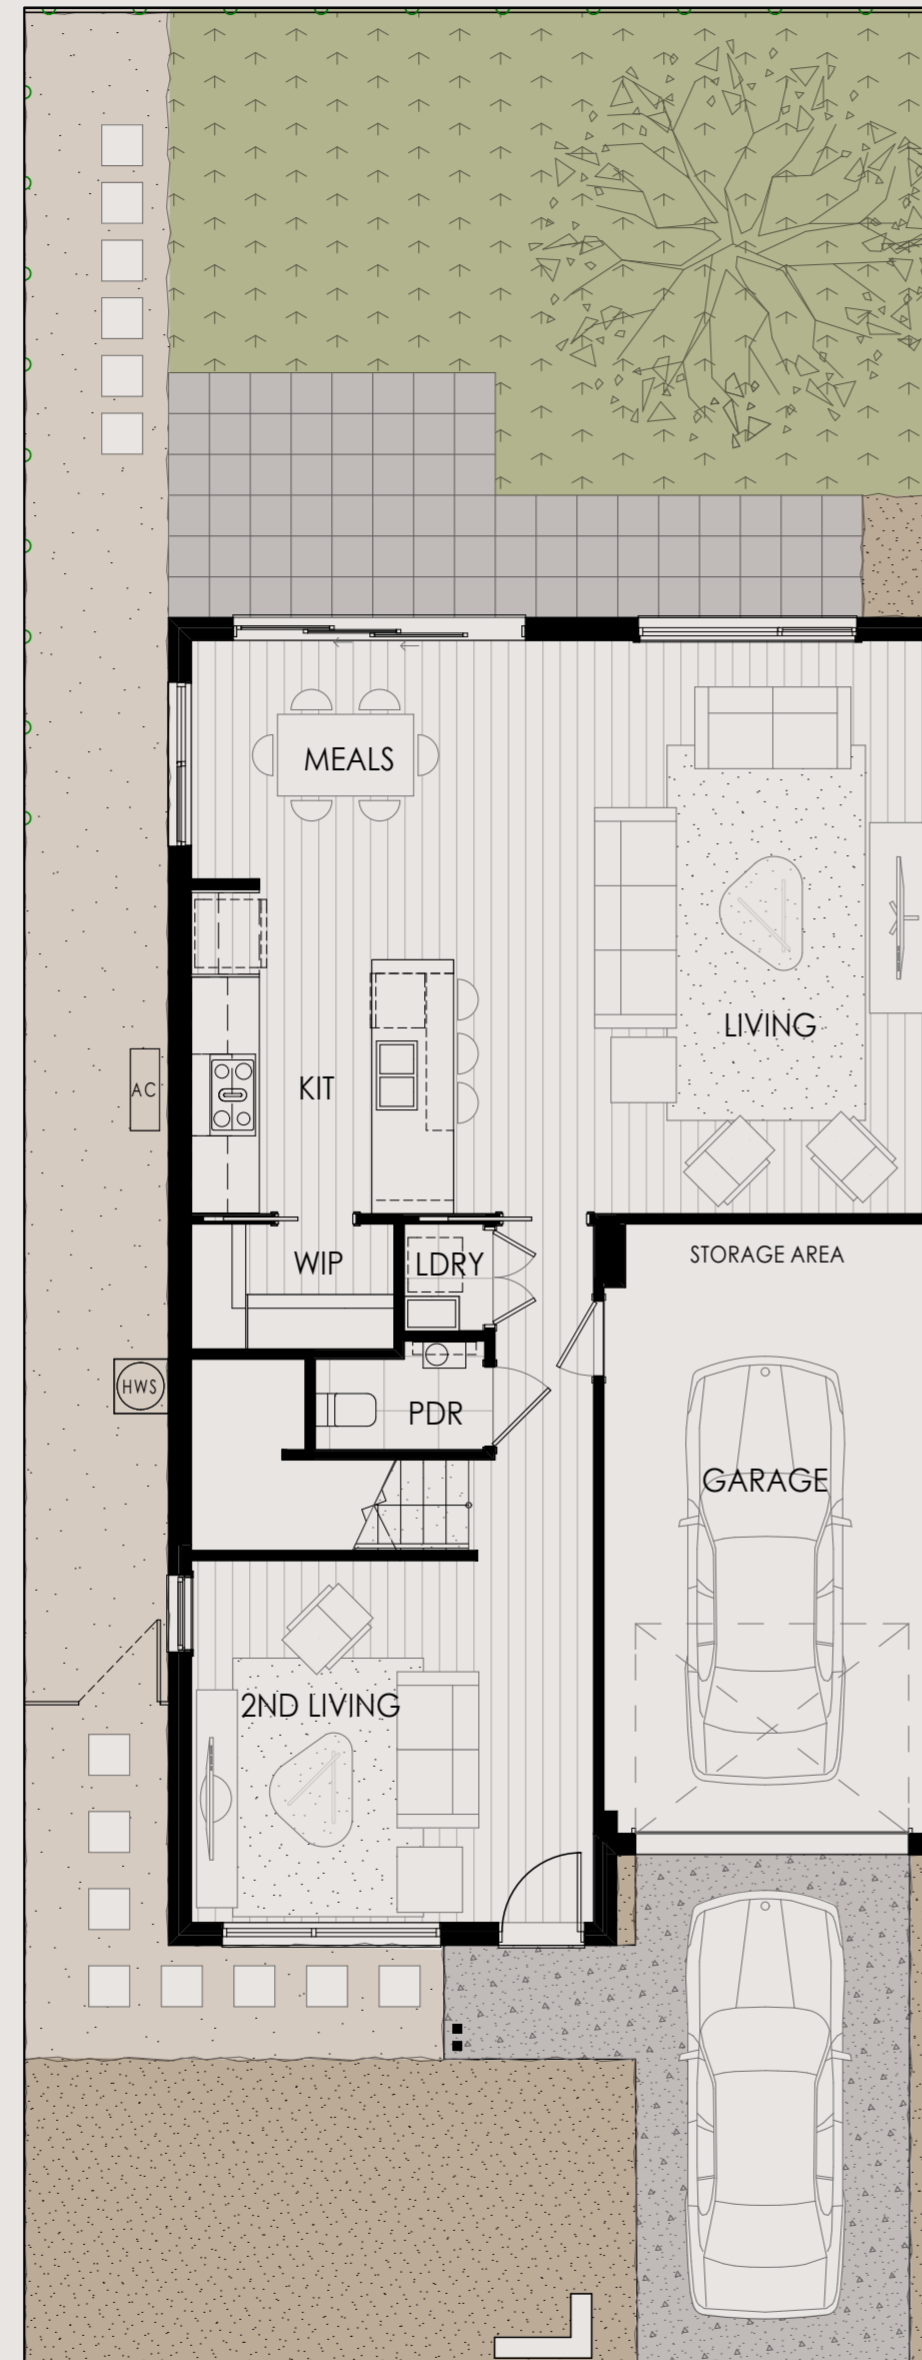 MEALS
LIVING
AC
KIT
WIP
LDRY
STORAGE AREA
HWS
PDR
GARAGE
2ND LIVING